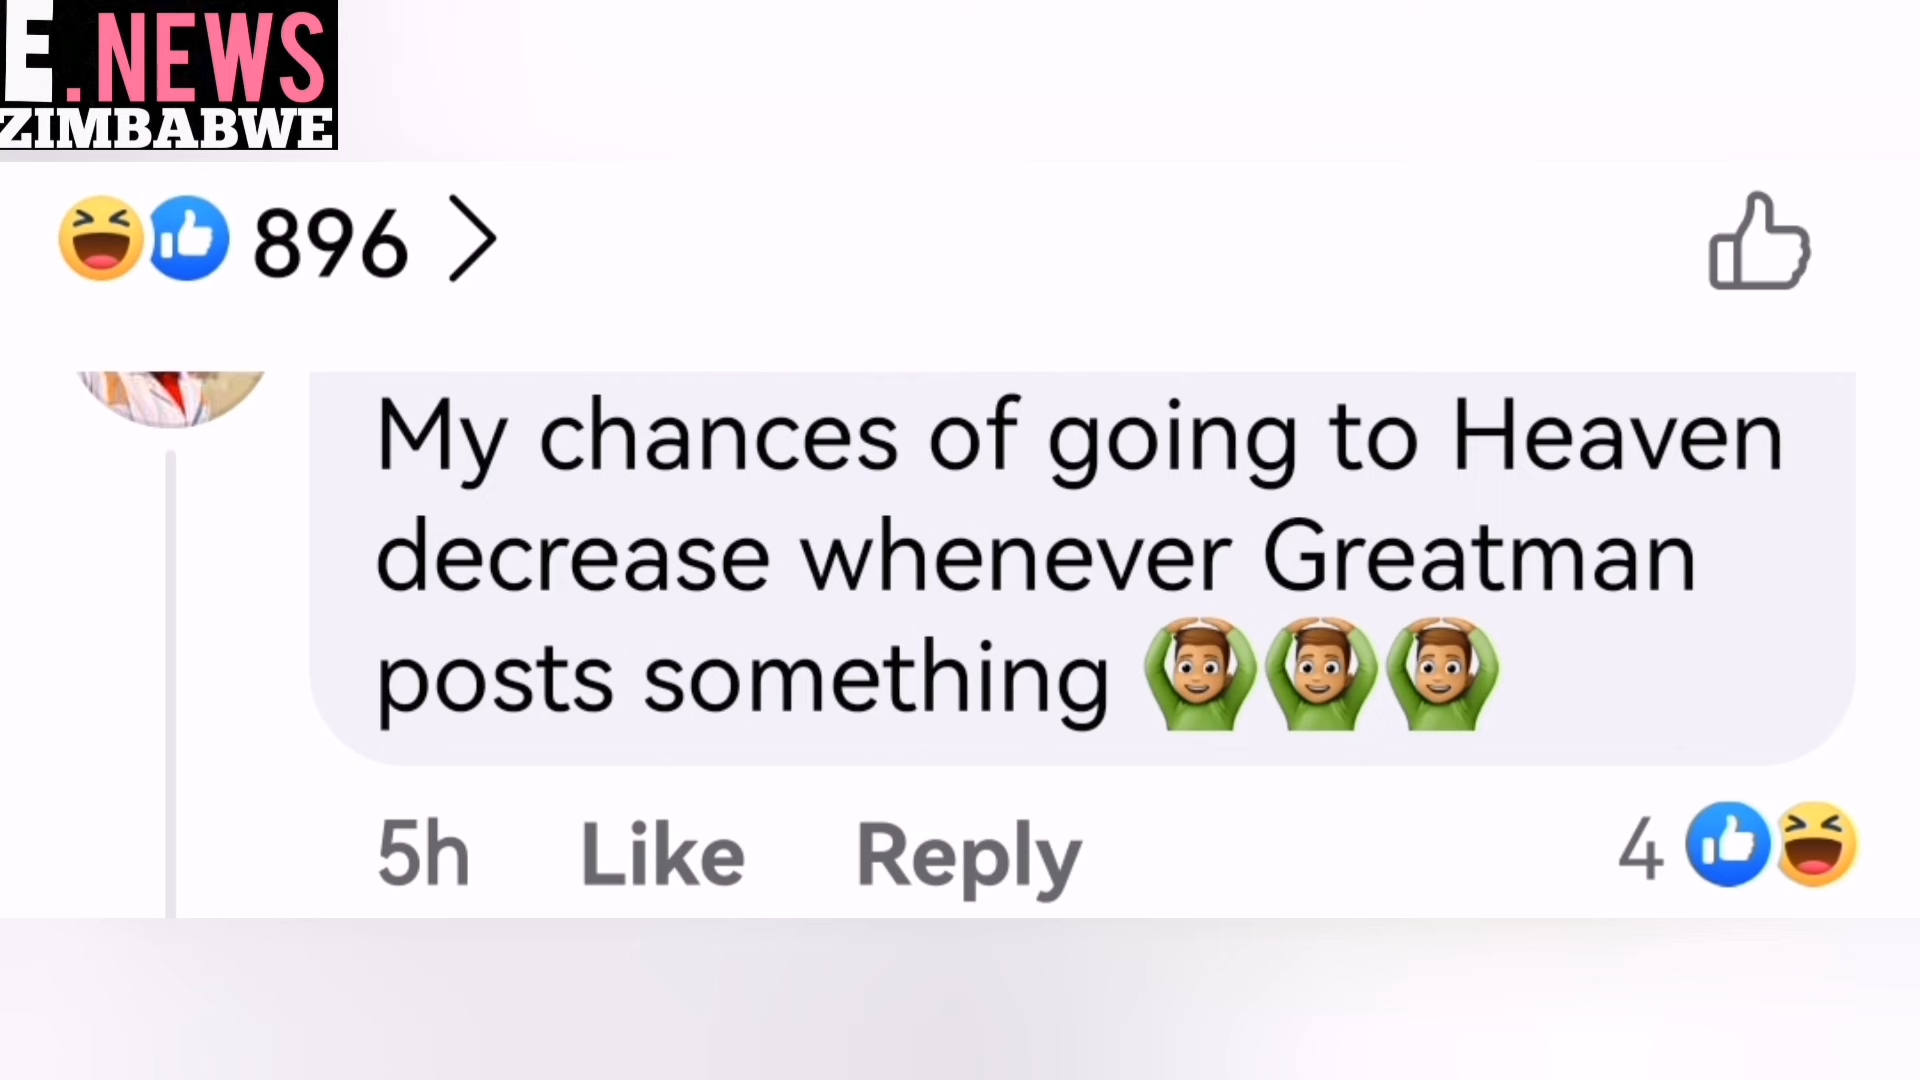 E.NEWS
ZIMBABWE
896
My chances of going to Heaven
decrease whenever Greatman
posts something 🙆🏽‍♂️🙆🏽‍♂️🙆🏽‍♂️
5h Like Reply 4